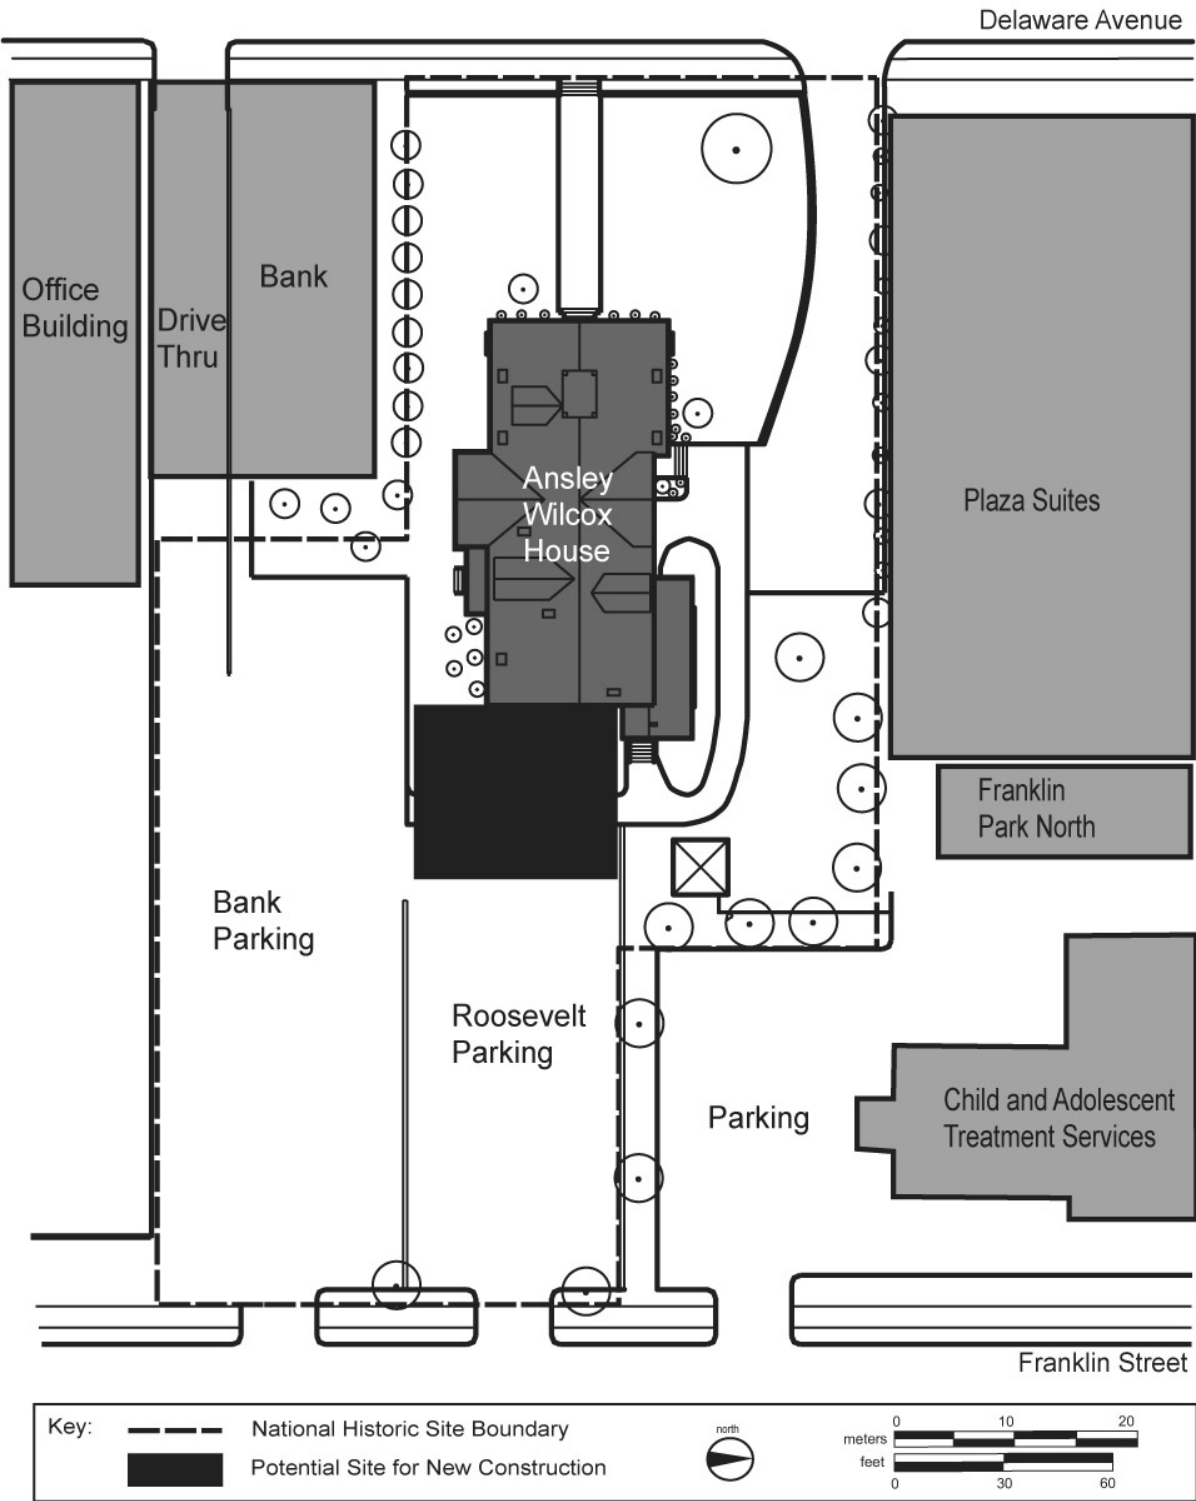 Delaware Avenue
Office
Building
Drive
Thru
Bank
Ansley
Wilcox
House
Plaza Suites
Franklin
Park North
Bank
Parking
Roosevelt
Parking
Parking
Child and Adolescent
Treatment Services
Franklin Street
Key:
National Historic Site Boundary
Potential Site for New Construction
north
0 10 20
meters
feet
0 30 60